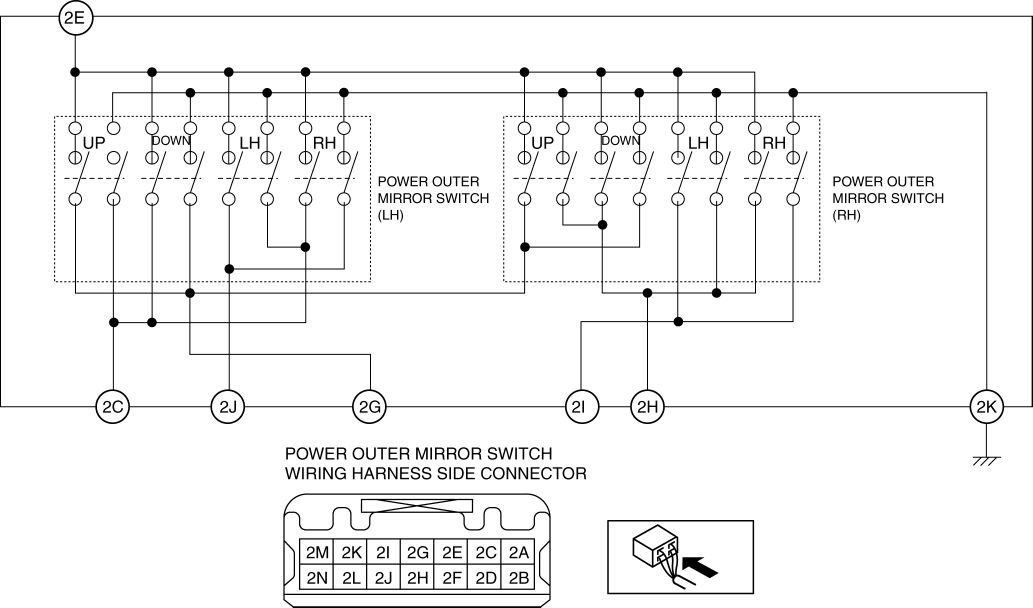 2E
UP DOWN LH RH
UP DOWN LH RH
POWER OUTER
MIRROR SWITCH
(LH)
POWER OUTER
MIRROR SWITCH
(RH)
2C 2J 2G 2I 2H 2K
POWER OUTER MIRROR SWITCH
WIRING HARNESS SIDE CONNECTOR
2M 2K 2I 2G 2E 2C 2A
2N 2L 2J 2H 2F 2D 2B